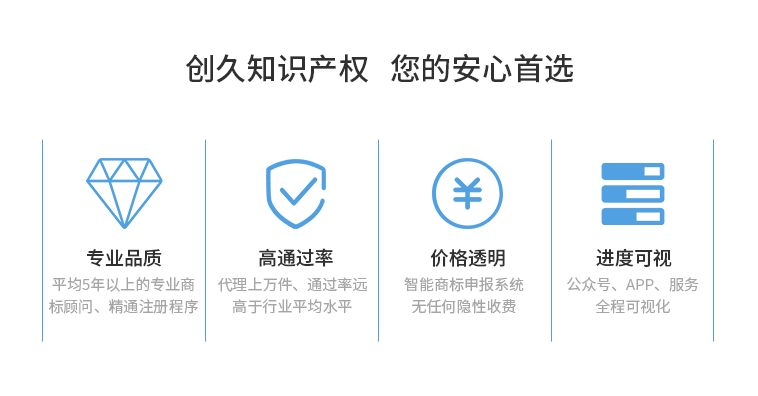 创久知识产权 您的安心首选
专业品质
平均5年以上的专业商
标顾问、精通注册程序
高通过率
代理上万件、通过率远
高于行业平均水平
价格透明
智能商标申报系统
无任何隐性收费
进度可视
公众号、APP、服务
全程可视化